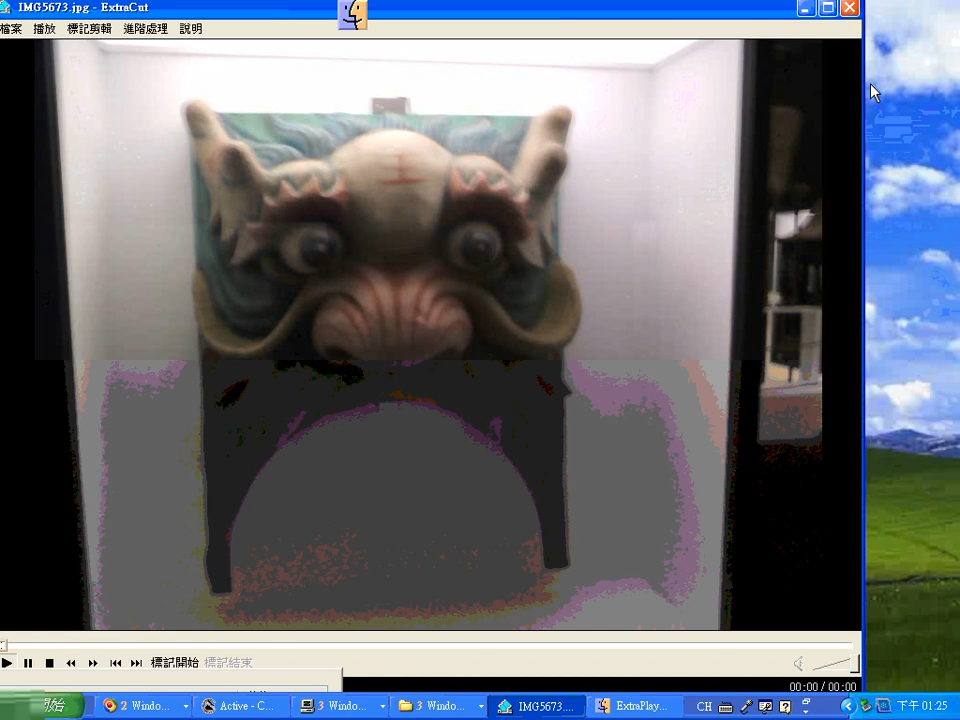 IMG5673.jpg - ExtraCut
檔案 播放 標記剪輯 進階處理 說明
土
標記開始 標記結束
00:00 / 00:00
開始 2 Windo... Active - C... 3 Windo... 3 Windo... IMG5673.... ExtraPlay... CH 下午 01:25